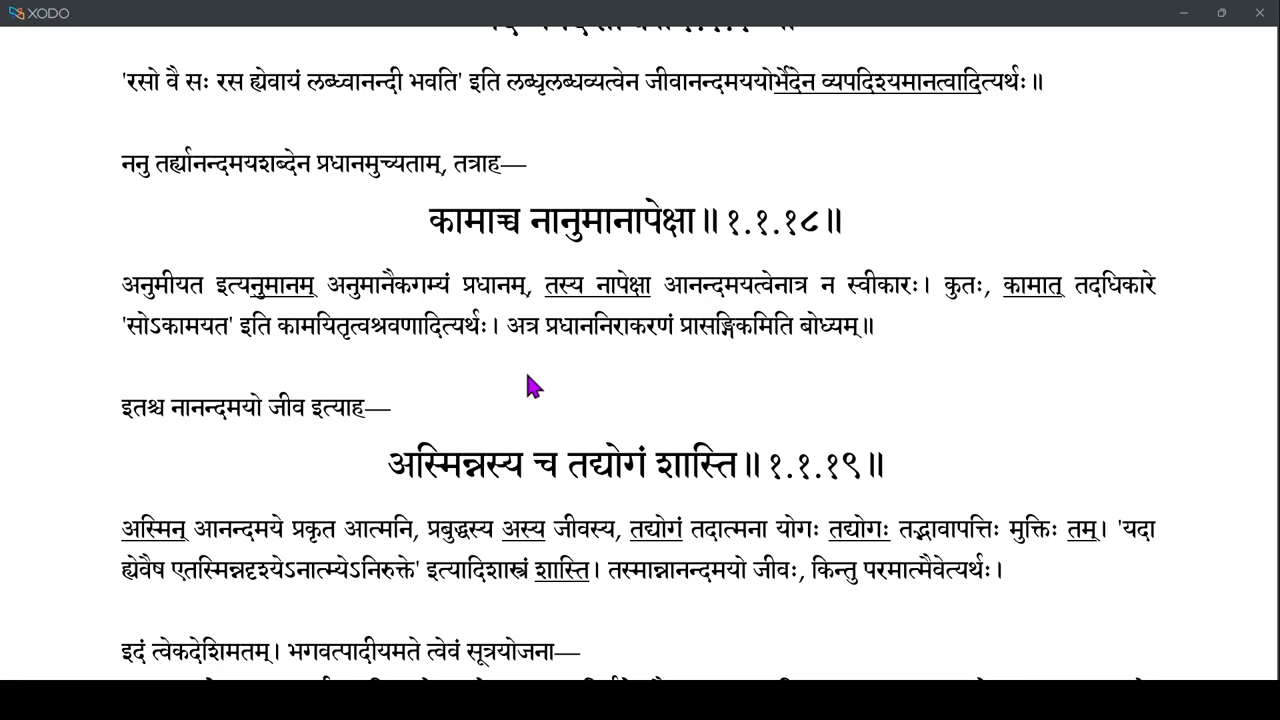 XODO
'रसो वै सः रस ह्येवायं लब्ध्वानन्दी भवति' इति लब्धृलब्धव्यत्वेन जीवानन्दमययोर्भेदेन व्यपदिश्यमानत्वादित्यर्थः॥
ननु तर्ह्यानन्दमयशब्देन प्रधानमुच्यताम्, तत्राह—
कामाच्च नानुमानापेक्षा॥१.१.१८॥
अनुमीयत इत्यनुमानम् अनुमानैकगम्यं प्रधानम्, तस्य नापेक्षा आनन्दमयत्वेनात्र न स्वीकारः। कुतः, कामात् तदधिकारे
'सोऽकामयत' इति कामयितृत्वश्रवणादित्यर्थः। अत्र प्रधाननिराकरणं प्रासङ्गिकमिति बोध्यम्॥
इतश्च नानन्दमयो जीव इत्याह—
अस्मिन्नस्य च तद्योगं शास्ति॥१.१.१९॥
अस्मिन् आनन्दमये प्रकृत आत्मनि, प्रबुद्धस्य अस्य जीवस्य, तद्योगं तदात्मना योगः तद्योगः तद्भावापत्तिः मुक्तिः तम्। 'यदा
ह्येवैष एतस्मिन्नदृश्येऽनात्म्येऽनिरुक्ते' इत्यादिशास्त्रं शास्ति। तस्मान्नानन्दमयो जीवः, किन्तु परमात्मैवेत्यर्थः।
इदं त्वेकदेशिमतम्। भगवत्पादीयमते त्वेवं सूत्रयोजना—